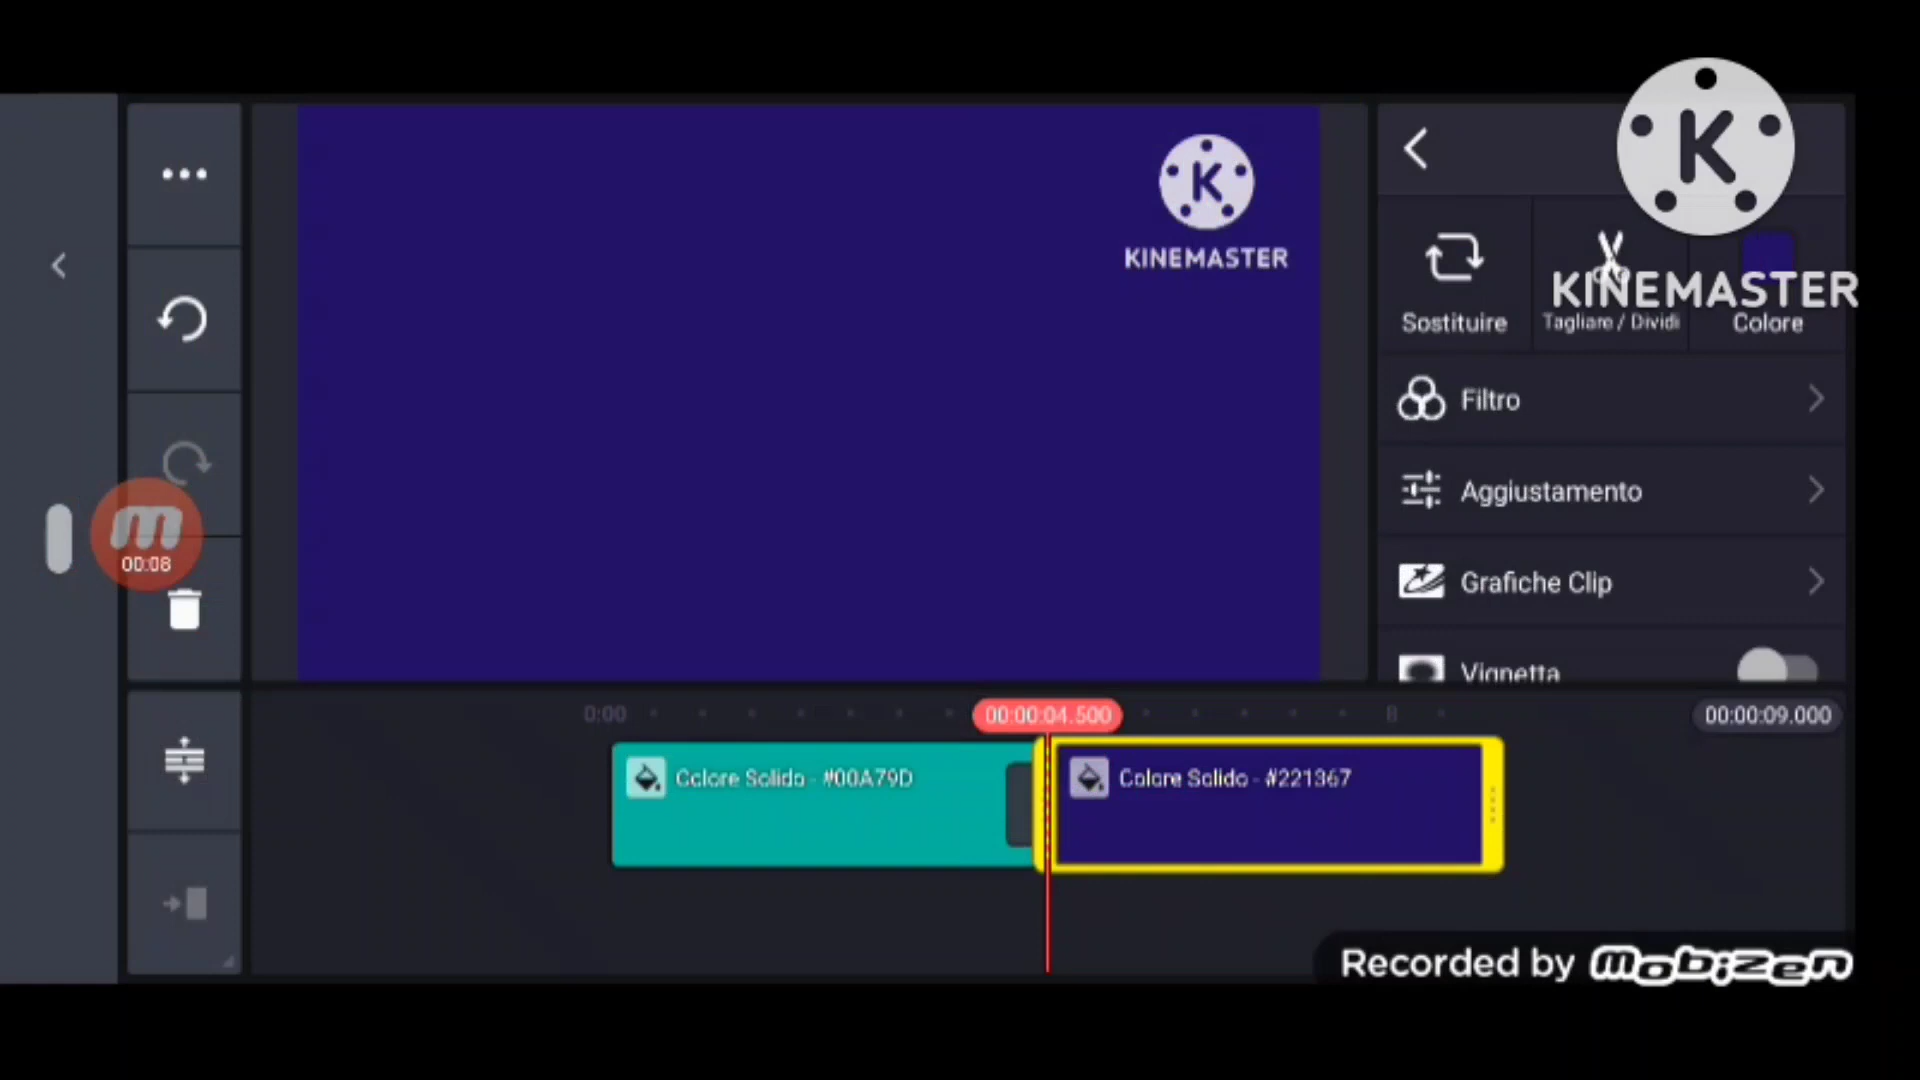 K
KINEMASTER
K
KINEMASTER
Sostituire
Tagliare / Dividi
Colore
Filtro
Aggiustamento
Grafiche Clip
Vignetta
m
00:08
0:00
00:00:04.500
8
00:00:09.000
Colore Solido - #00A79D
Colore Solido - #221367
Recorded by Mobizen